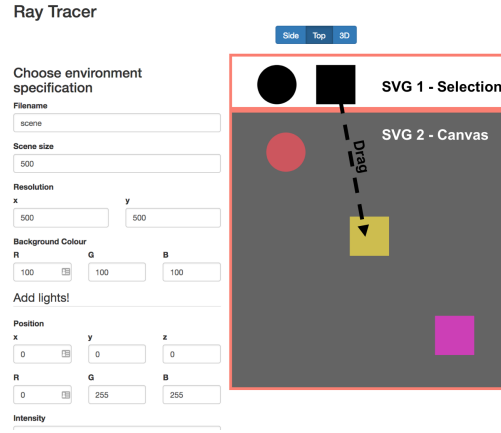 Ray Tracer
Side Top 3D
Choose environment
specification
Filename
scene
Scene size
500
Resolution
x y
500 500
Background Colour
R G B
100 100 100
Add lights!
Position
x y z
0 0 0
R G B
0 255 255
Intensity
SVG 1 - Selection
SVG 2 - Canvas
Drag